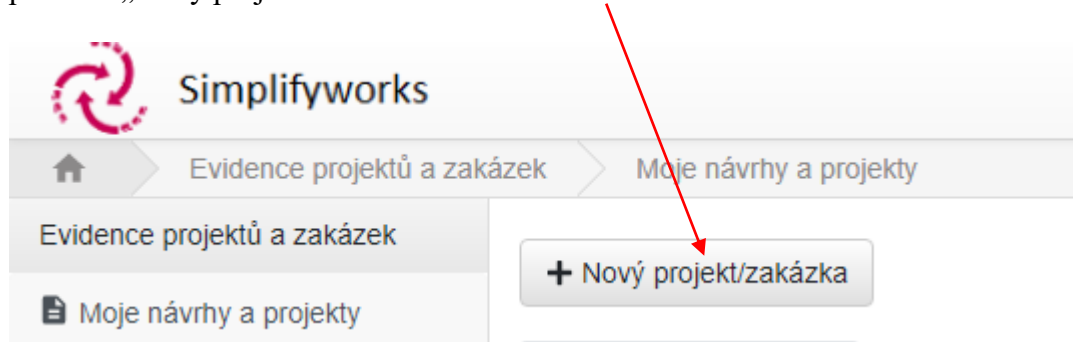 Simplifyworks
Evidence projektů a zakázek Moje návrhy a projekty
Evidence projektů a zakázek
+ Nový projekt/zakázka
Moje návrhy a projekty